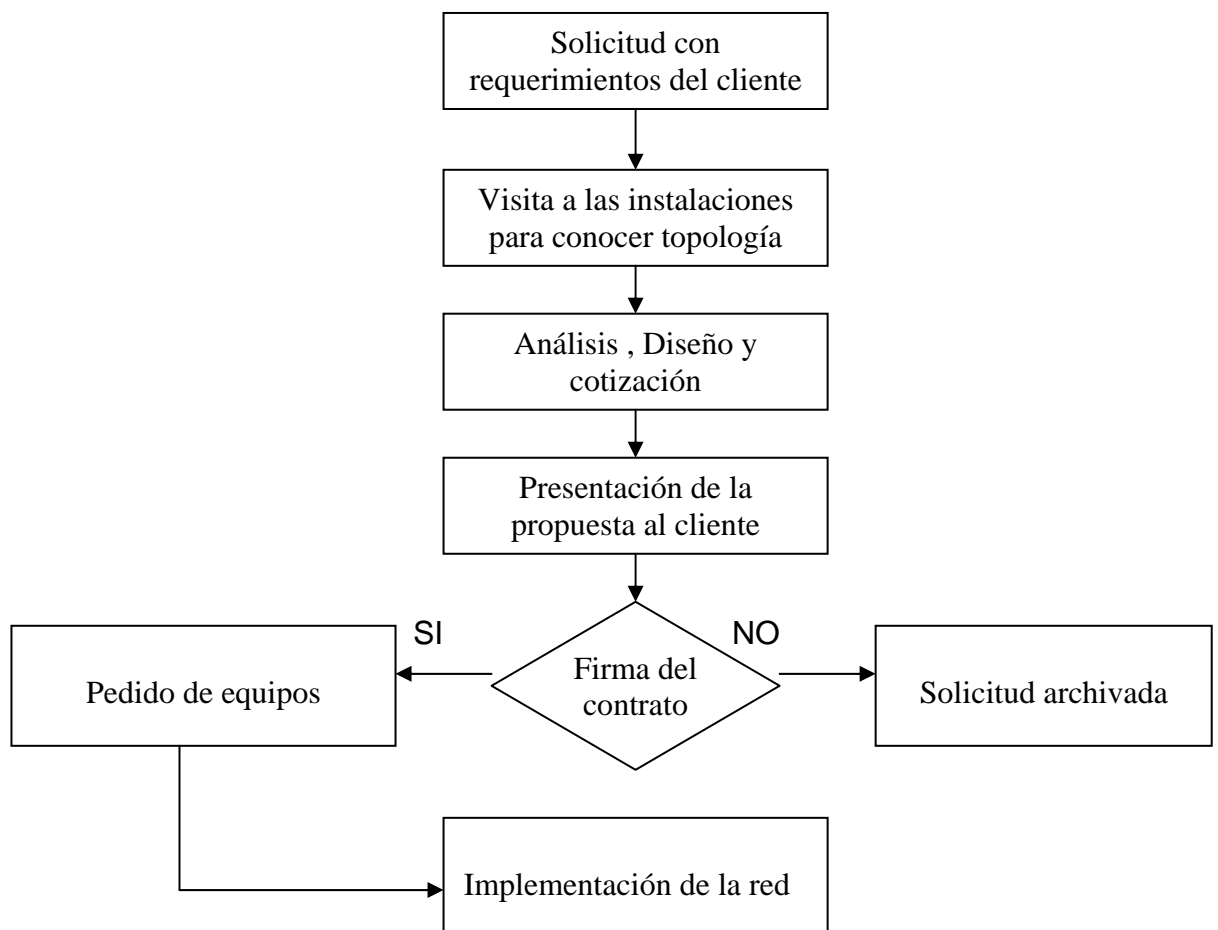 Solicitud con
requerimientos del cliente
Visita a las instalaciones
para conocer topología
Análisis , Diseño y
cotización
Presentación de la
propuesta al cliente
SI
NO
Pedido de equipos
Firma del
contrato
Solicitud archivada
Implementación de la red